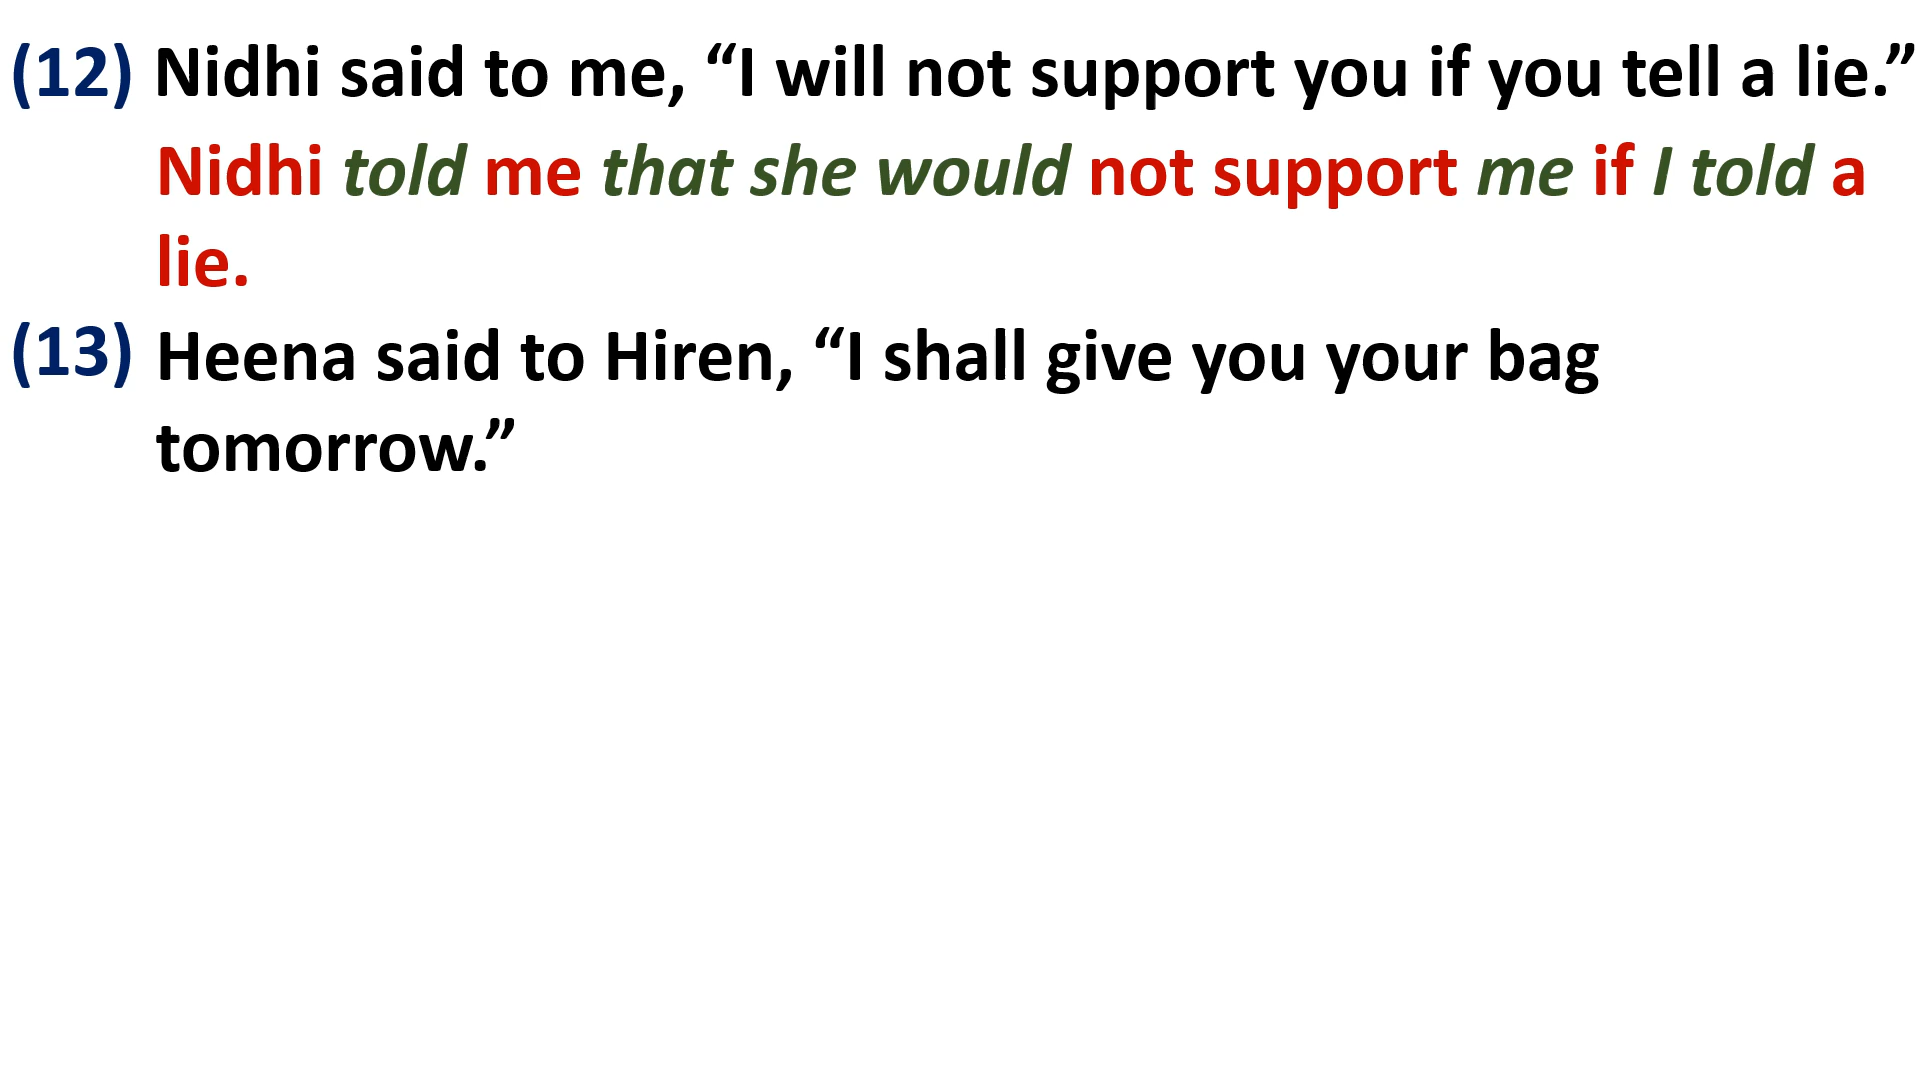 (12) Nidhi said to me, “I will not support you if you tell a lie.”
Nidhi told me that she would not support me if I told a
lie.
(13) Heena said to Hiren, “I shall give you your bag
tomorrow.”